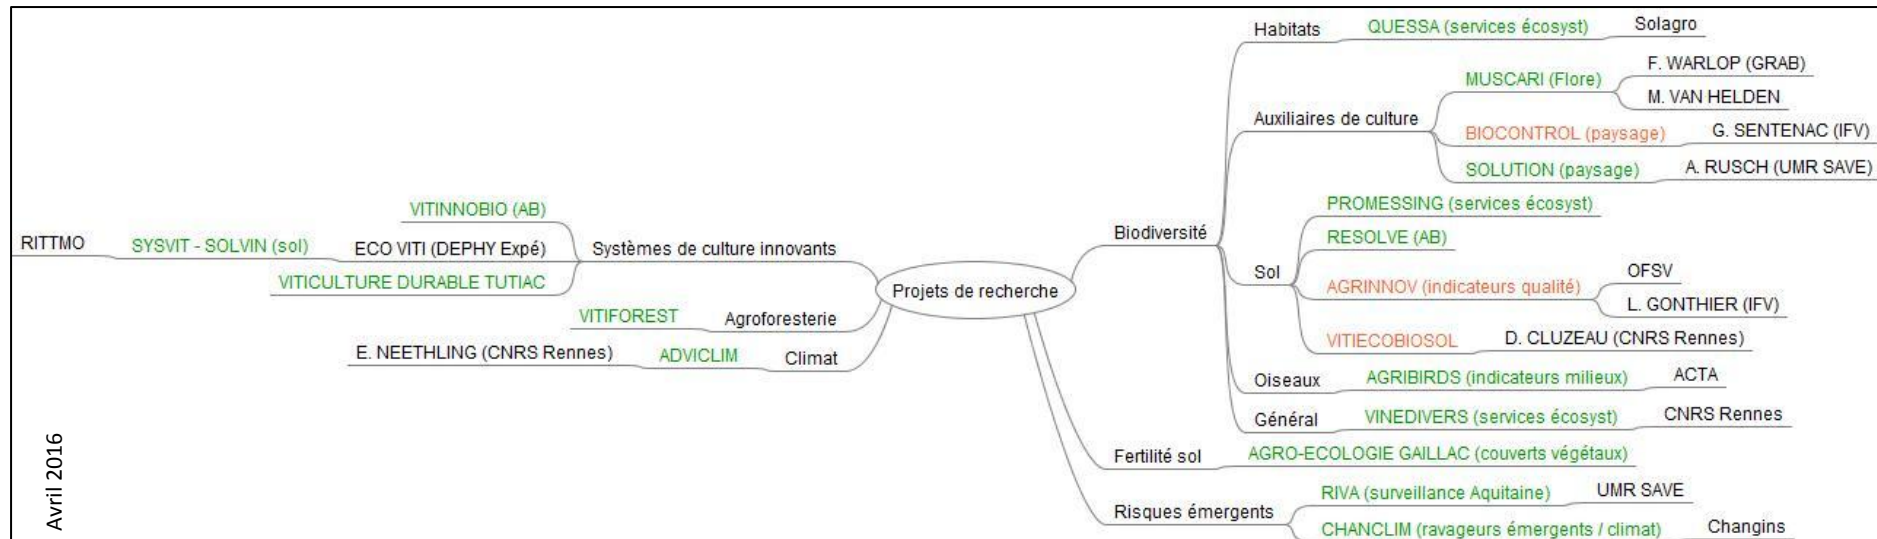 Projets de recherche
Systèmes de culture innovants
VITINNOBIO (AB)
ECO VITI (DEPHY Expé)
SYSVIT - SOLVIN (sol)
RITTMO
VITICULTURE DURABLE TUTIAC
Agroforesterie
VITIFOREST
Climat
ADVICLIM
E. NEETHLING (CNRS Rennes)
Biodiversité
Habitats
QUESSA (services écosyst)
Solagro
Auxiliaires de culture
MUSCARI (Flore)
F. WARLOP (GRAB)
M. VAN HELDEN
BIOCONTROL (paysage)
G. SENTENAC (IFV)
SOLUTION (paysage)
A. RUSCH (UMR SAVE)
Sol
PROMESSING (services écosyst)
RESOLVE (AB)
AGRINNOV (indicateurs qualité)
OFSV
L. GONTHIER (IFV)
VITIECOBIOSOL
D. CLUZEAU (CNRS Rennes)
Oiseaux
AGRIBIRDS (indicateurs milieux)
ACTA
Général
VINEDIVERS (services écosyst)
CNRS Rennes
Fertilité sol
AGRO-ECOLOGIE GAILLAC (couverts végétaux)
Risques émergents
RIVA (surveillance Aquitaine)
UMR SAVE
CHANCLIM (ravageurs émergents / climat)
Changins
Avril 2016